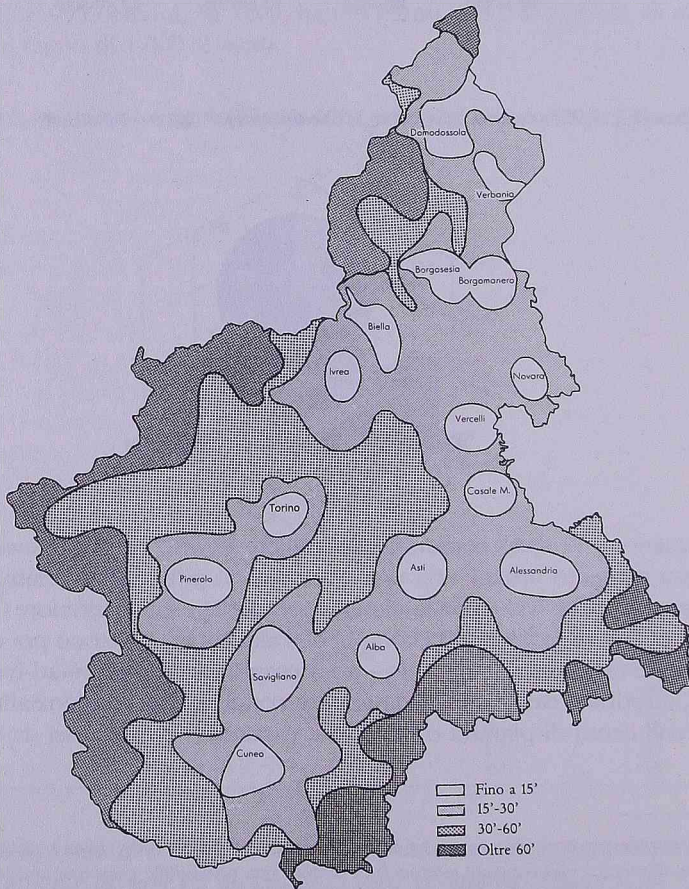 Domodossola
Verbania
Borgosesia
Borgomanero
Biella
Ivrea
Novara
Vercelli
Casale M.
Torino
Pinerolo
Asti
Alessandria
Alba
Savigliano
Cuneo
Fino a 15'
15'-30'
30'-60'
Oltre 60'